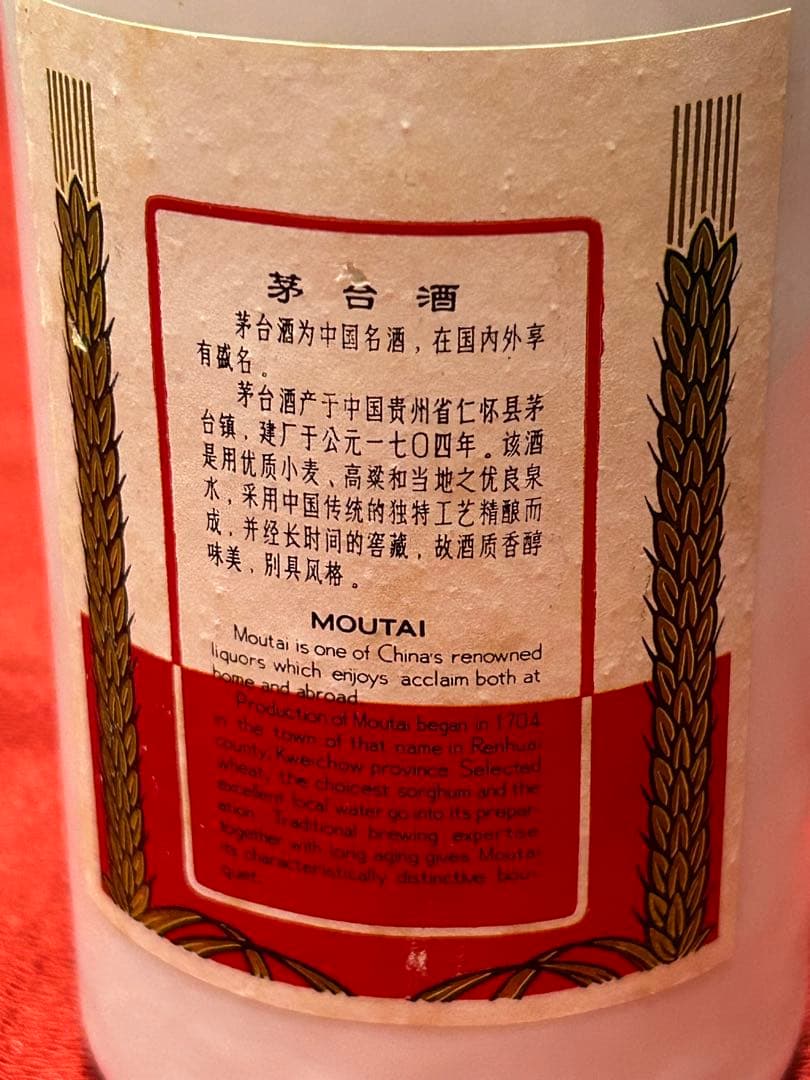 茅台酒
茅台酒为中国名酒，在国内外享
有盛名。
茅台酒产于中国贵州省仁怀县茅
台镇，建厂于公元一七〇四年。该酒
是用优质小麦、高粱和当地之优良泉
水，采用中国传统的独特工艺精酿而
成，并经长时间的窖藏，故酒质香醇
味美，别具风格。
MOUTAI
Moutai is one of China's renowned
liquors which enjoys acclaim both at
home and abroad.
Production of Moutai began in 1704
in the town of that name in Renhuai
county, Kweichow province. Selected
wheat, the choicest sorghum and the
excellent local water go into its prepar-
ation. Traditional brewing expertise
together with long aging gives Moutai
its characteristically distinctive bou-
quet.